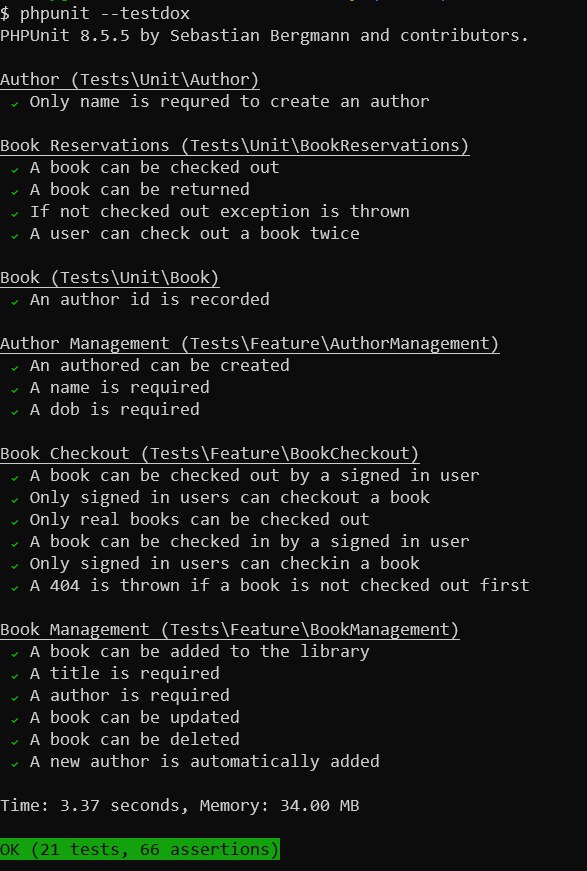 $ phpunit --testdox
PHPUnit 8.5.5 by Sebastian Bergmann and contributors.
Author (Tests\Unit\Author)
✓ Only name is requred to create an author
Book Reservations (Tests\Unit\BookReservations)
✓ A book can be checked out
✓ A book can be returned
✓ If not checked out exception is thrown
✓ A user can check out a book twice
Book (Tests\Unit\Book)
✓ An author id is recorded
Author Management (Tests\Feature\AuthorManagement)
✓ An authored can be created
✓ A name is required
✓ A dob is required
Book Checkout (Tests\Feature\BookCheckout)
✓ A book can be checked out by a signed in user
✓ Only signed in users can checkout a book
✓ Only real books can be checked out
✓ A book can be checked in by a signed in user
✓ Only signed in users can checkin a book
✓ A 404 is thrown if a book is not checked out first
Book Management (Tests\Feature\BookManagement)
✓ A book can be added to the library
✓ A title is required
✓ A author is required
✓ A book can be updated
✓ A book can be deleted
✓ A new author is automatically added
Time: 3.37 seconds, Memory: 34.00 MB
OK (21 tests, 66 assertions)